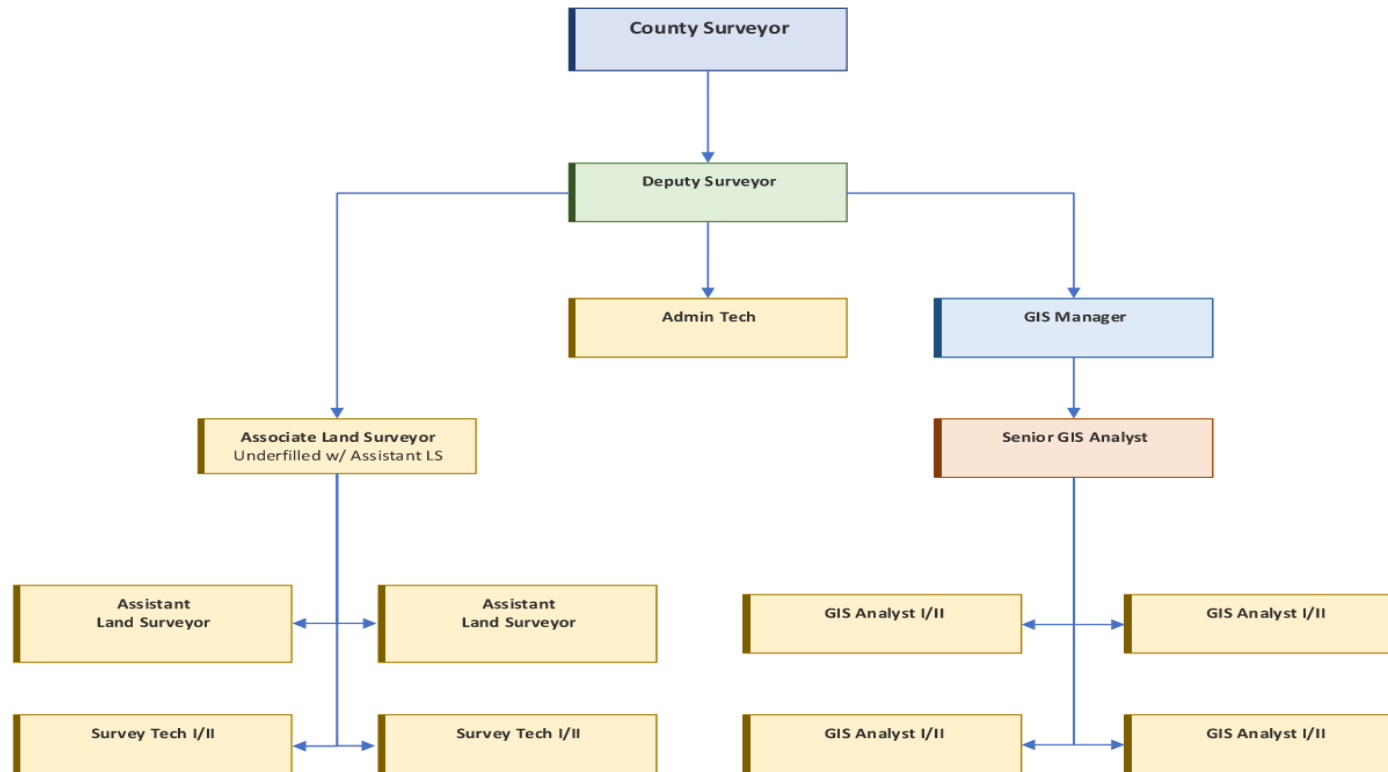 County Surveyor
Deputy Surveyor
Admin Tech
GIS Manager
Associate Land Surveyor
Underfilled w/ Assistant LS
Senior GIS Analyst
Assistant
Land Surveyor
Assistant
Land Surveyor
GIS Analyst I/II
GIS Analyst I/II
Survey Tech I/II
Survey Tech I/II
GIS Analyst I/II
GIS Analyst I/II